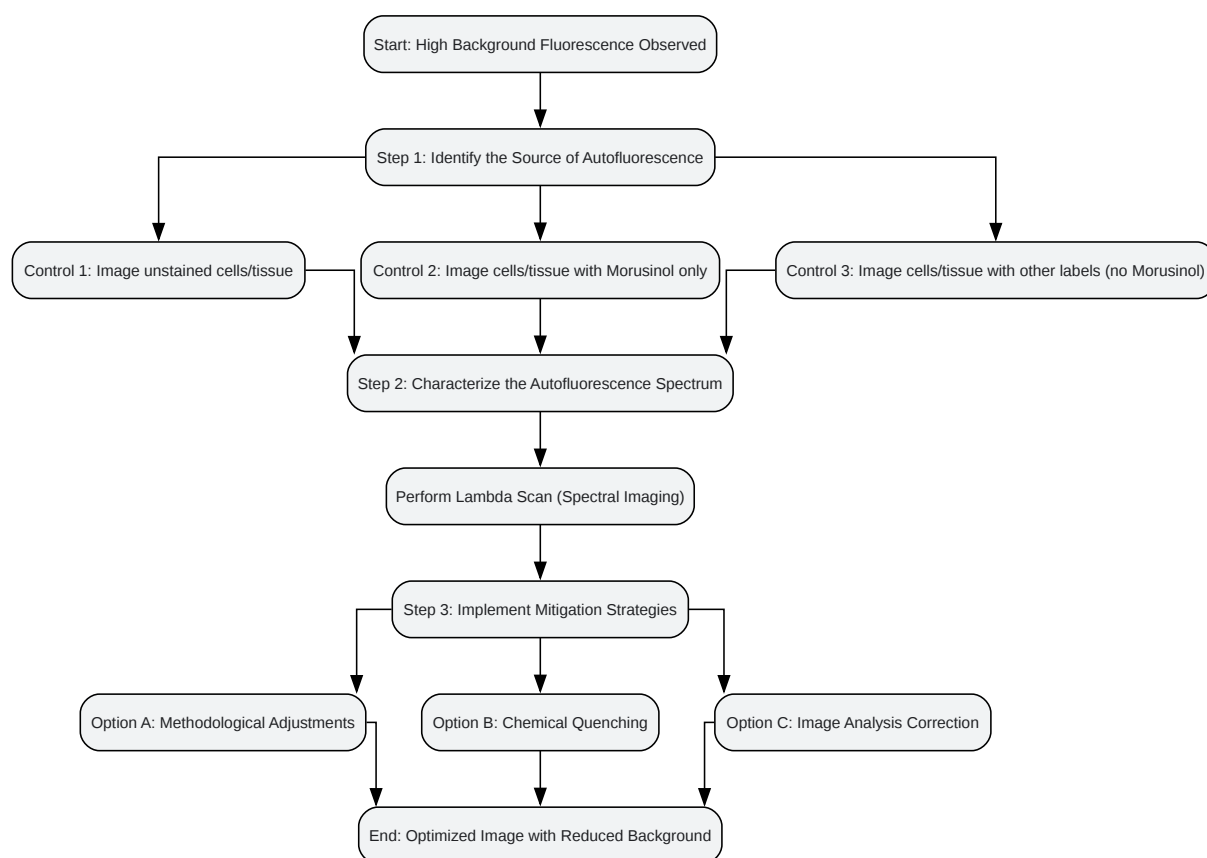 Start: High Background Fluorescence Observed
Step 1: Identify the Source of Autofluorescence
Control 1: Image unstained cells/tissue
Control 2: Image cells/tissue with Morusinol only
Control 3: Image cells/tissue with other labels (no Morusinol)
Step 2: Characterize the Autofluorescence Spectrum
Perform Lambda Scan (Spectral Imaging)
Step 3: Implement Mitigation Strategies
Option A: Methodological Adjustments
Option B: Chemical Quenching
Option C: Image Analysis Correction
End: Optimized Image with Reduced Background